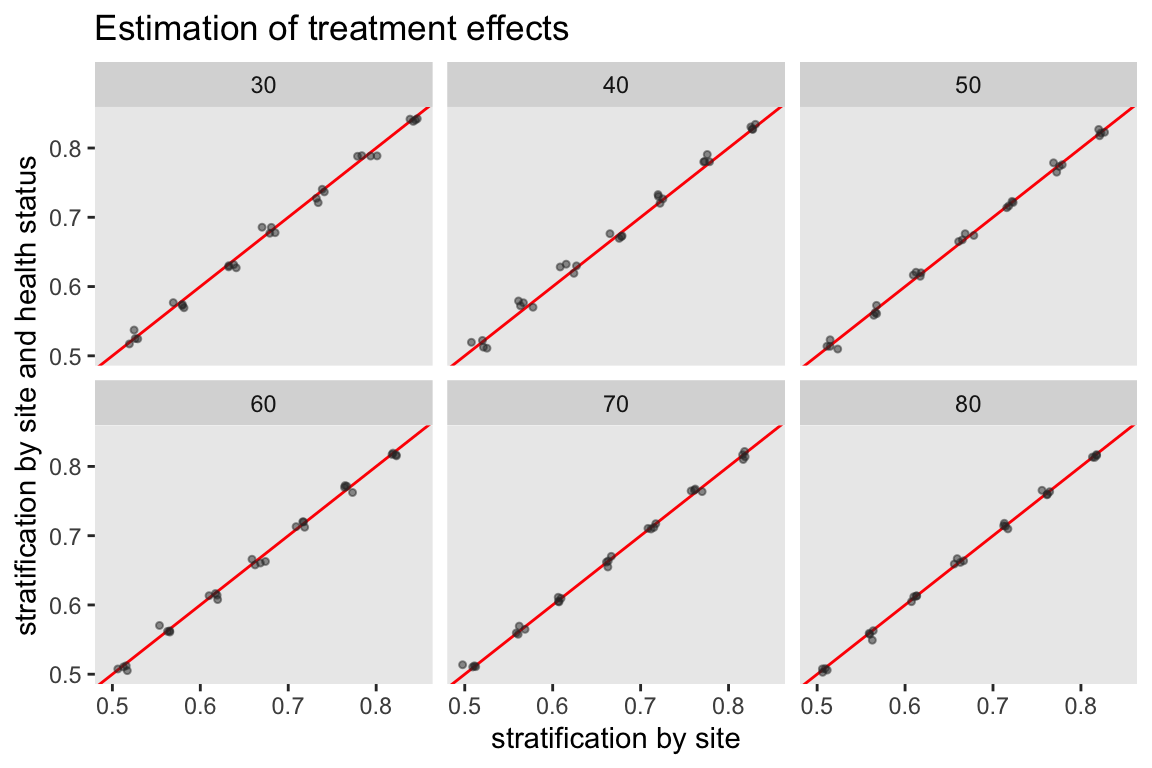 Estimation of treatment effects
30 40 50
0.8
0.7
0.6
0.5
60 70 80
0.8
0.7
0.6
0.5
0.5 0.6 0.7 0.8 0.5 0.6 0.7 0.8 0.5 0.6 0.7 0.8
stratification by site
stratification by site and health status